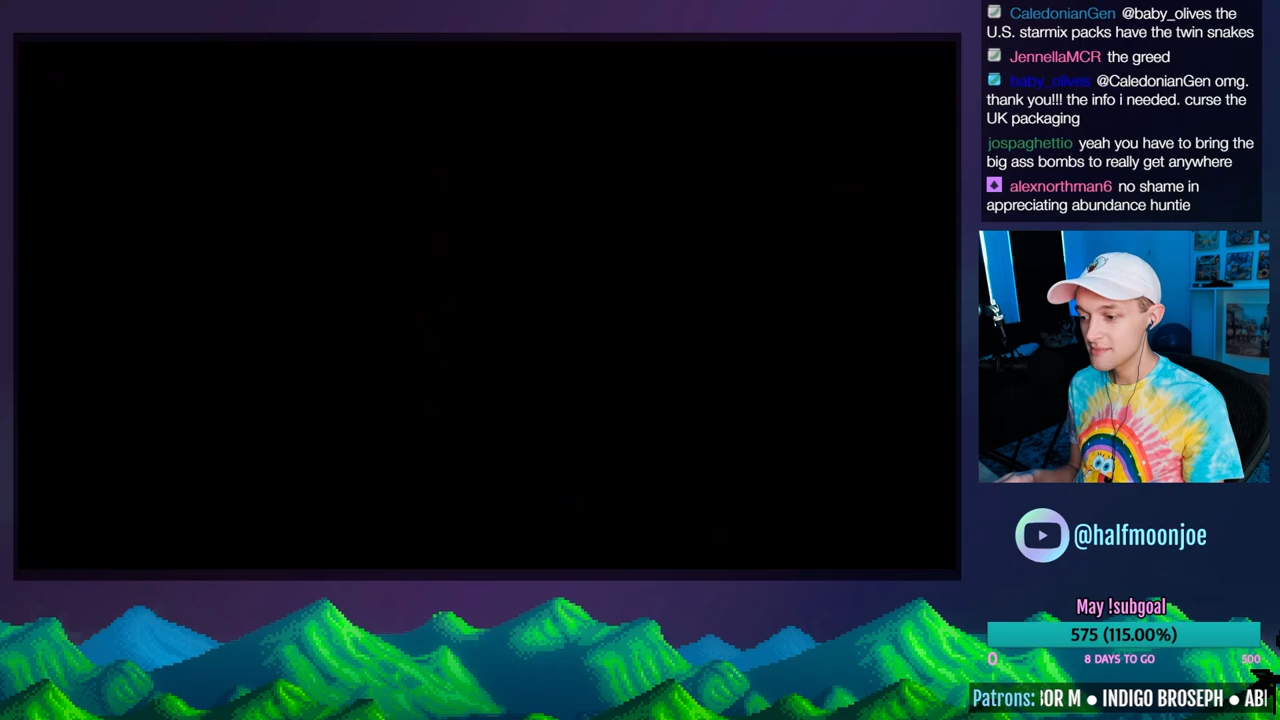 CaledonianGen @baby_olives the
U.S. starmix packs have the twin snakes
JennellaMCR the greed
baby_olives @CaledonianGen omg.
thank you!!! the info i needed. curse the
UK packaging
jospaghettio yeah you have to bring the
big ass bombs to really get anywhere
alexnorthman6 no shame in
appreciating abundance huntie
@halfmoonjoe
May !subgoal
575 (115.00%)
0 8 DAYS TO GO 500
Patrons: BOR M ● INDIGO BROSEPH ● ABI